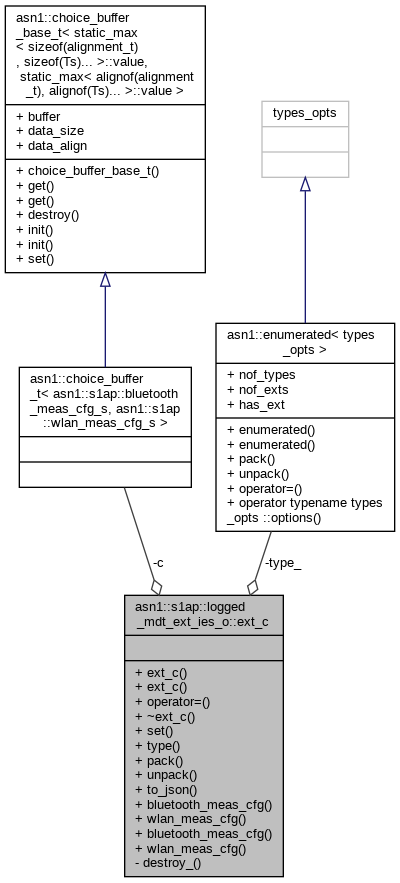 asn1::choice_buffer
_base_t< static_max
< sizeof(alignment_t)
, sizeof(Ts)... >::value,
static_max< alignof(alignment
_t), alignof(Ts)... >::value >
+ buffer
+ data_size
+ data_align
+ choice_buffer_base_t()
+ get()
+ get()
+ destroy()
+ init()
+ init()
+ set()
types_opts
asn1::enumerated< types
_opts >
+ nof_types
+ nof_exts
+ has_ext
+ enumerated()
+ enumerated()
+ pack()
+ unpack()
+ operator=()
+ operator typename types
_opts ::options()
asn1::choice_buffer
_t< asn1::s1ap::bluetooth
_meas_cfg_s, asn1::s1ap
::wlan_meas_cfg_s >
-c
-type_
asn1::s1ap::logged
_mdt_ext_ies_o::ext_c
+ ext_c()
+ ext_c()
+ operator=()
+ ~ext_c()
+ set()
+ type()
+ pack()
+ unpack()
+ to_json()
+ bluetooth_meas_cfg()
+ wlan_meas_cfg()
+ bluetooth_meas_cfg()
+ wlan_meas_cfg()
- destroy_()